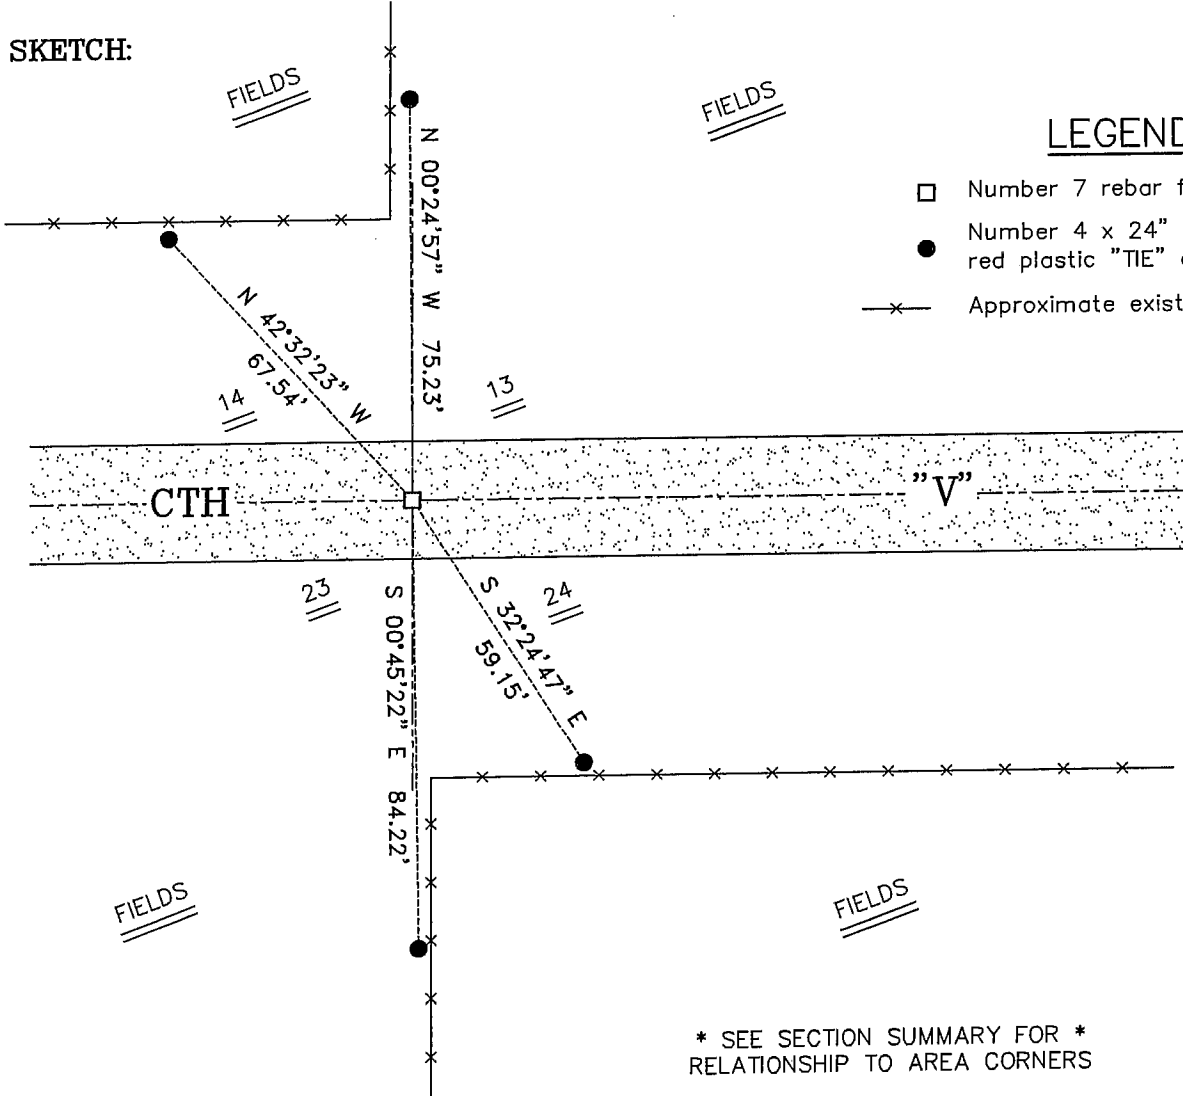 SKETCH:
FIELDS
FIELDS
LEGEND
Number 7 rebar f
Number 4 x 24"
red plastic "TIE"
Approximate exist
N 00°24'57" W 75.23'
N 42°32'23" W
67.54'
14
13
CTH
"V"
23
24
S 00°45'22" E 84.22'
S 32°24'47" E
59.15'
FIELDS
FIELDS
* SEE SECTION SUMMARY FOR *
RELATIONSHIP TO AREA CORNERS